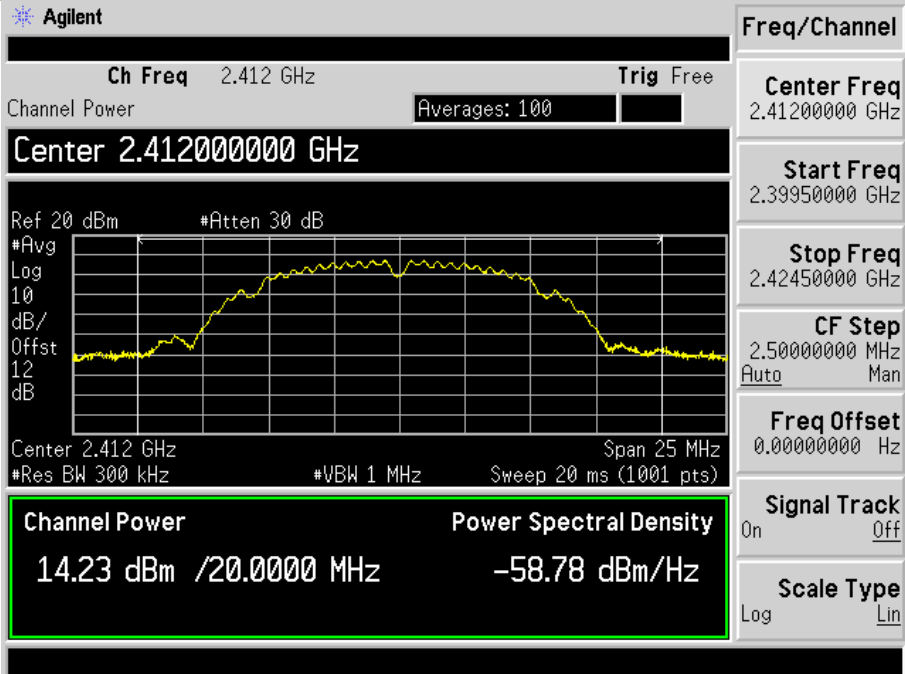 Agilent
Freq/Channel
Ch Freq 2.412 GHz Trig Free
Channel Power Averages: 100
Center 2.412000000 GHz
Ref 20 dBm #Atten 30 dB
#Avg
Log
10
dB/
Offst
12
dB
Center 2.412 GHz Span 25 MHz
#Res BW 300 kHz #VBW 1 MHz Sweep 20 ms (1001 pts)
Channel Power Power Spectral Density
14.23 dBm /20.0000 MHz -58.78 dBm/Hz
Center Freq
2.41200000 GHz
Start Freq
2.39950000 GHz
Stop Freq
2.42450000 GHz
CF Step
2.50000000 MHz
Auto Man
Freq Offset
0.00000000 Hz
Signal Track
On Off
Scale Type
Log Lin